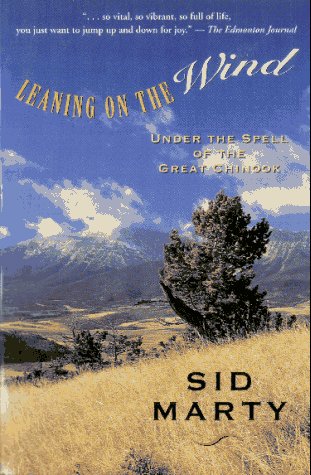 ". . . so vital, so vibrant, so full of life,
you just want to jump up and down for joy." — The Edmonton Journal
LEANING ON THE Wind
UNDER THE SPELL
OF THE
GREAT CHINOOK
SID
MARTY